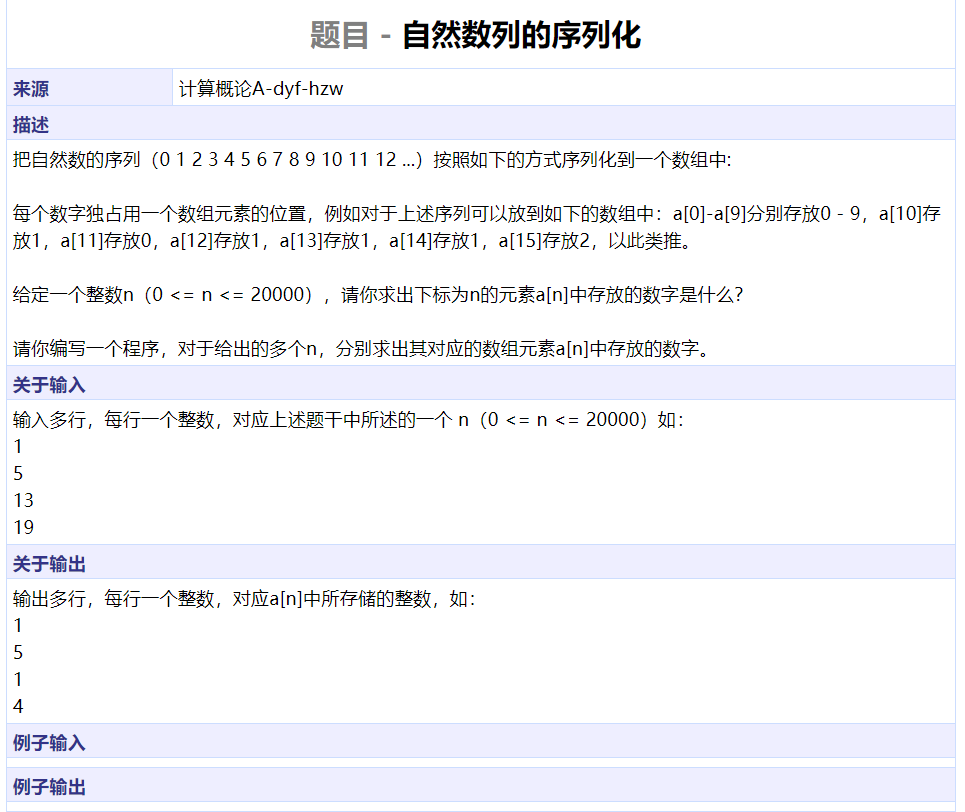 题目 - 自然数列的序列化
来源 计算概论A-dyf-hzw
描述
把自然数的序列（0 1 2 3 4 5 6 7 8 9 10 11 12 ...）按照如下的方式序列化到一个数组中:
每个数字独占用一个数组元素的位置，例如对于上述序列可以放到如下的数组中：a[0]-a[9]分别存放0 - 9，a[10]存
放1，a[11]存放0，a[12]存放1，a[13]存放1，a[14]存放1，a[15]存放2，以此类推。
给定一个整数n（0 <= n <= 20000），请你求出下标为n的元素a[n]中存放的数字是什么？
请你编写一个程序，对于给出的多个n，分别求出其对应的数组元素a[n]中存放的数字。
关于输入
输入多行，每行一个整数，对应上述题干中所述的一个 n（0 <= n <= 20000）如：
1
5
13
19
关于输出
输出多行，每行一个整数，对应a[n]中所存储的整数，如：
1
5
1
4
例子输入
例子输出